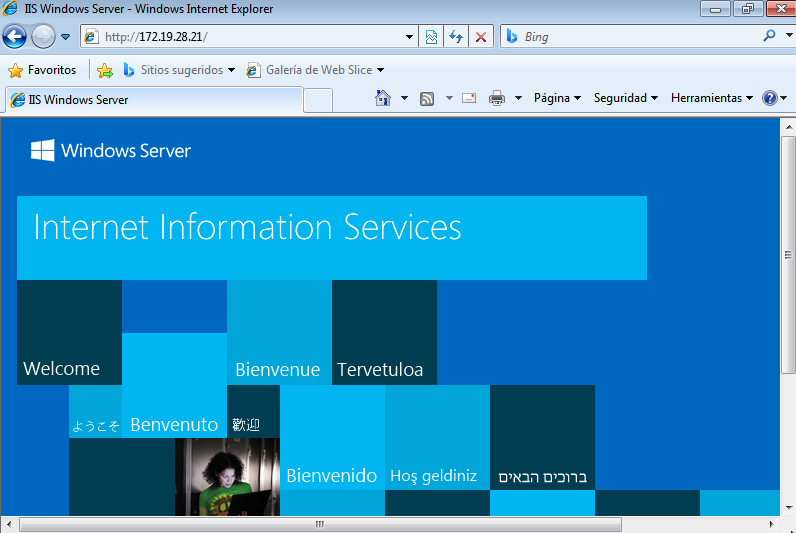 IIS Windows Server - Windows Internet Explorer
http://172.19.28.21/
Bing
Favoritos
Sitios sugeridos
Galería de Web Slice
IIS Windows Server
Página
Seguridad
Herramientas
Windows Server
Internet Information Services
Welcome
Bienvenue
Tervetuloa
ようこそ
Benvenuto
歡迎
Bienvenido
Hoş geldiniz
ברוכים הבאים